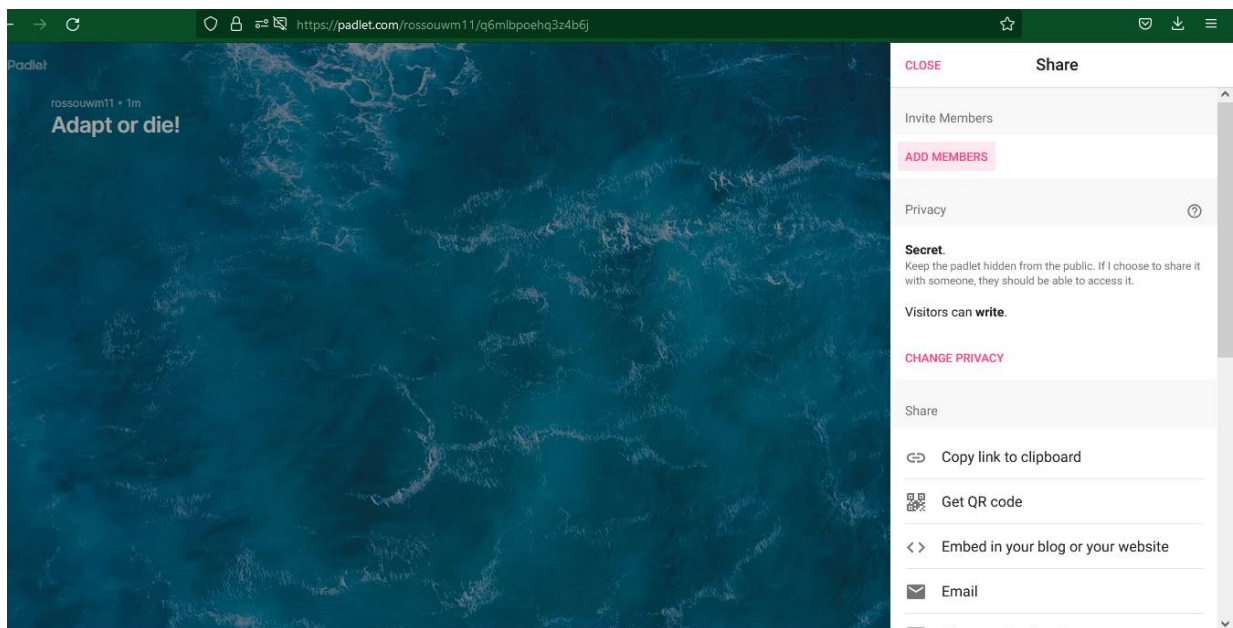 https://padlet.com/rossouwm11/q6mlbpoehq3z4b6j
Padlet
rossouwm11 • 1m
Adapt or die!
CLOSE
Share
Invite Members
ADD MEMBERS
Privacy
Secret.
Keep the padlet hidden from the public. If I choose to share it
with someone, they should be able to access it.
Visitors can write.
CHANGE PRIVACY
Share
Copy link to clipboard
Get QR code
Embed in your blog or your website
Email